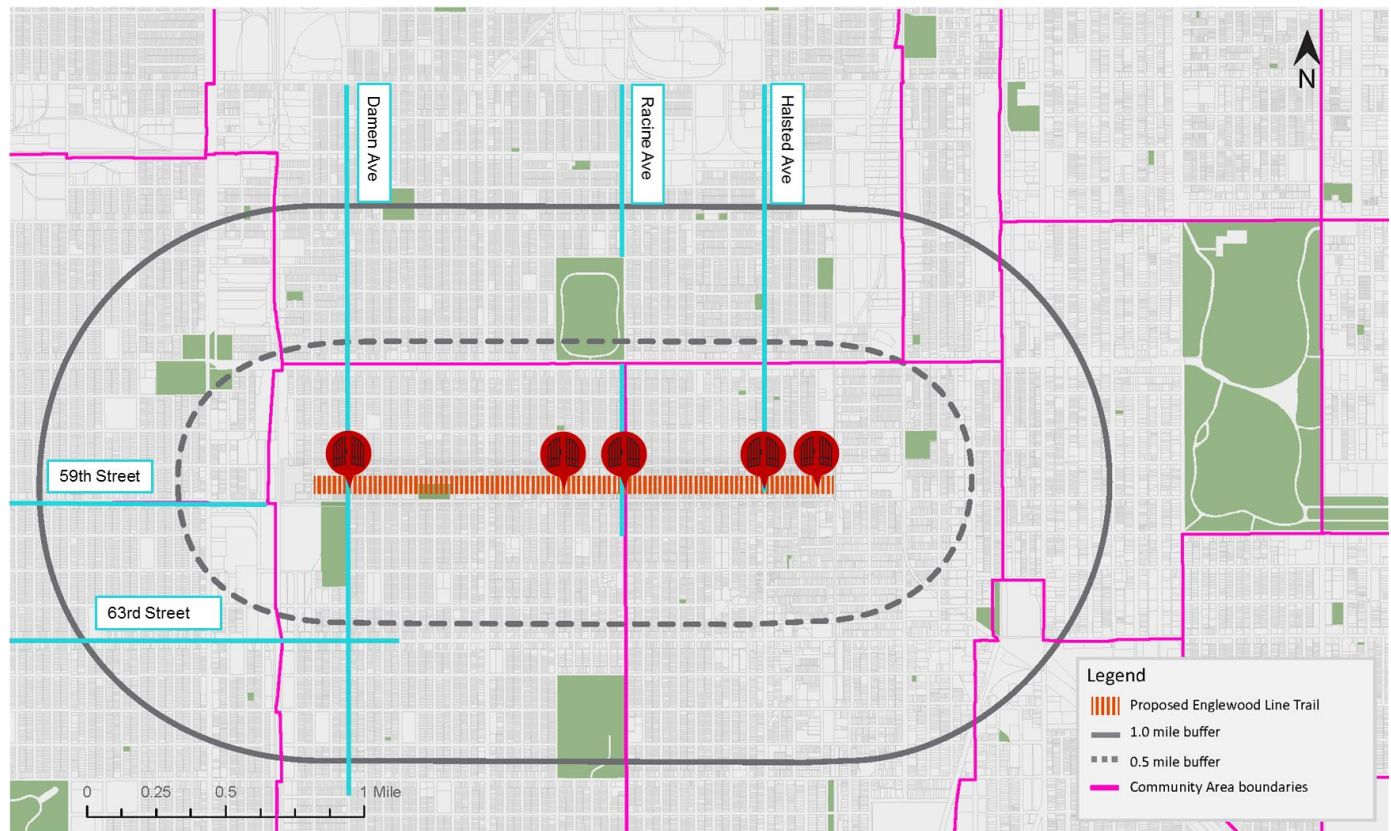 N
Damen Ave
Racine Ave
Halsted Ave
59th Street
63rd Street
Legend
Proposed Englewood Line Trail
1.0 mile buffer
0.5 mile buffer
Community Area boundaries
0 0.25 0.5 1 Mile